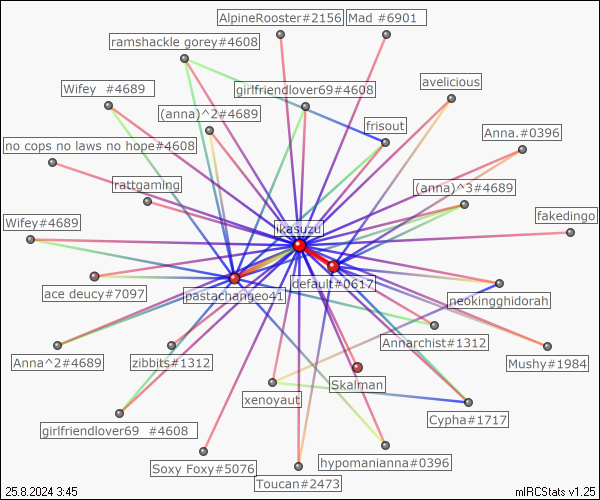 AlpineRooster#2156
Mad #6901
ramshackle gorey#4608
Wifey #4689
girlfriendlover69#4608
avelicious
(anna)^2#4689
frisout
Anna.#0396
no cops no laws no hope#4608
rattgaming
(anna)^3#4689
Wifey#4689
ikasuzu
fakedingo
ace deucy#7097
pastachange041
default#0617
neokingghidorah
Annarchist#1312
Anna^2#4689
zibbits#1312
Mushy#1984
Skalman
xenoyaut
Cypha#1717
girlfriendlover69 #4608
Soxy Foxy#5076
hypomanianna#0396
Toucan#2473
25.8.2024 3:45
mIRCStats v1.25